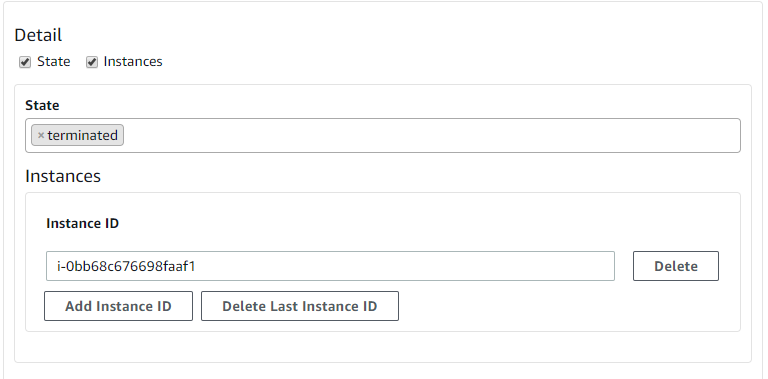 Detail
State Instances
State
× terminated
Instances
Instance ID
i-0bb68c676698faaf1 Delete
Add Instance ID Delete Last Instance ID